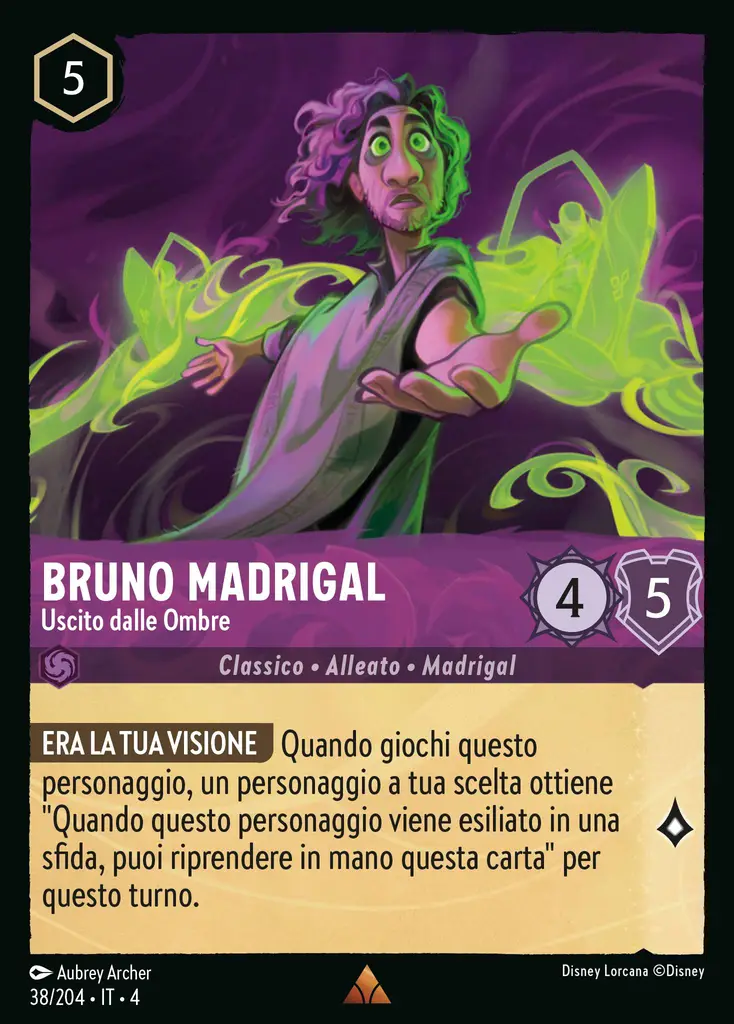 5
BRUNO MADRIGAL
Uscito dalle Ombre
4
5
Classico • Alleato • Madrigal
ERA LA TUA VISIONE Quando giochi questo
personaggio, un personaggio a tua scelta ottiene
"Quando questo personaggio viene esiliato in una
sfida, puoi riprendere in mano questa carta" per
questo turno.
Aubrey Archer
Disney Lorcana ©Disney
38/204 • IT • 4